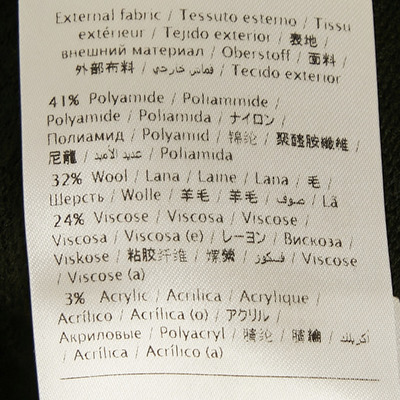 External fabric / Tessuto esterno / Tissu
extérieur / Tejido exterior / 表地 /
внешний материал / Oberstoff / 面料 /
外部布料 / قماش خارجي / Tecido exterior
41% Polyamide / Poliammide /
Polyamide / Poliamida / ナイロン /
Полиамид / Polyamid / 锦纶 / 聚醯胺纖維 /
尼龍 / عديد الأميد / Poliamida
32% Wool / Lana / Laine / Lana / 毛 /
Шерсть / Wolle / 羊毛 / 羊毛 / صوف / Lã
24% Viscose / Viscosa / Viscose /
Viscosa / Viscosa (e) / レーヨン / Вискоза /
Viskose / 粘胶纤维 / 嫘縈 / فسكوز / Viscose
/ Viscose (a)
3% Acrylic / Acrilica / Acrylique /
Acrílico / Acrílica (o) / アクリル /
Акриловые / Polyacryl / 腈纶 / 腈綸 / أكريلك
/ Acrílica / Acrílico (a)